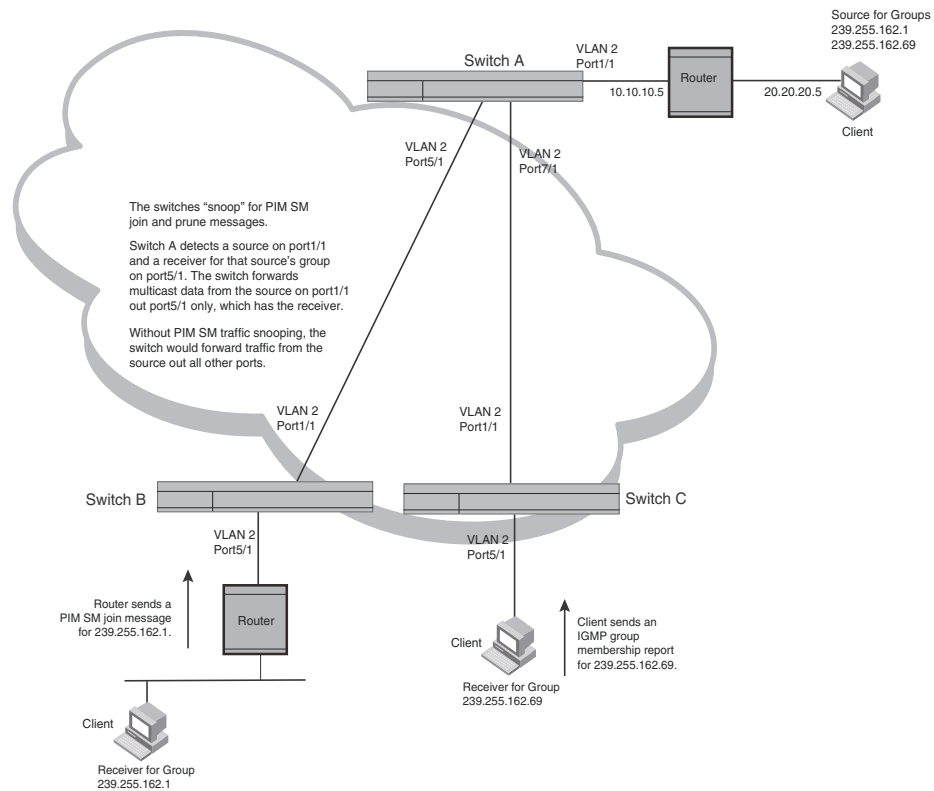 Source for Groups
239.255.162.1
239.255.162.69
VLAN 2
Port1/1
Switch A
Router
10.10.10.5
20.20.20.5
Client
VLAN 2
Port5/1
VLAN 2
Port7/1
The switches “snoop” for PIM SM
join and prune messages.
Switch A detects a source on port1/1
and a receiver for that source's group
on port5/1. The switch forwards
multicast data from the source on port1/1
out port5/1 only, which has the receiver.
Without PIM SM traffic snooping, the
switch would forward traffic from the
source out all other ports.
VLAN 2
Port1/1
VLAN 2
Port1/1
Switch B
Switch C
VLAN 2
Port5/1
VLAN 2
Port5/1
Router sends a
PIM SM join message
for 239.255.162.1.
Router
Client
Client sends an
IGMP group
membership report
for 239.255.162.69.
Receiver for Group
239.255.162.69
Client
Receiver for Group
239.255.162.1